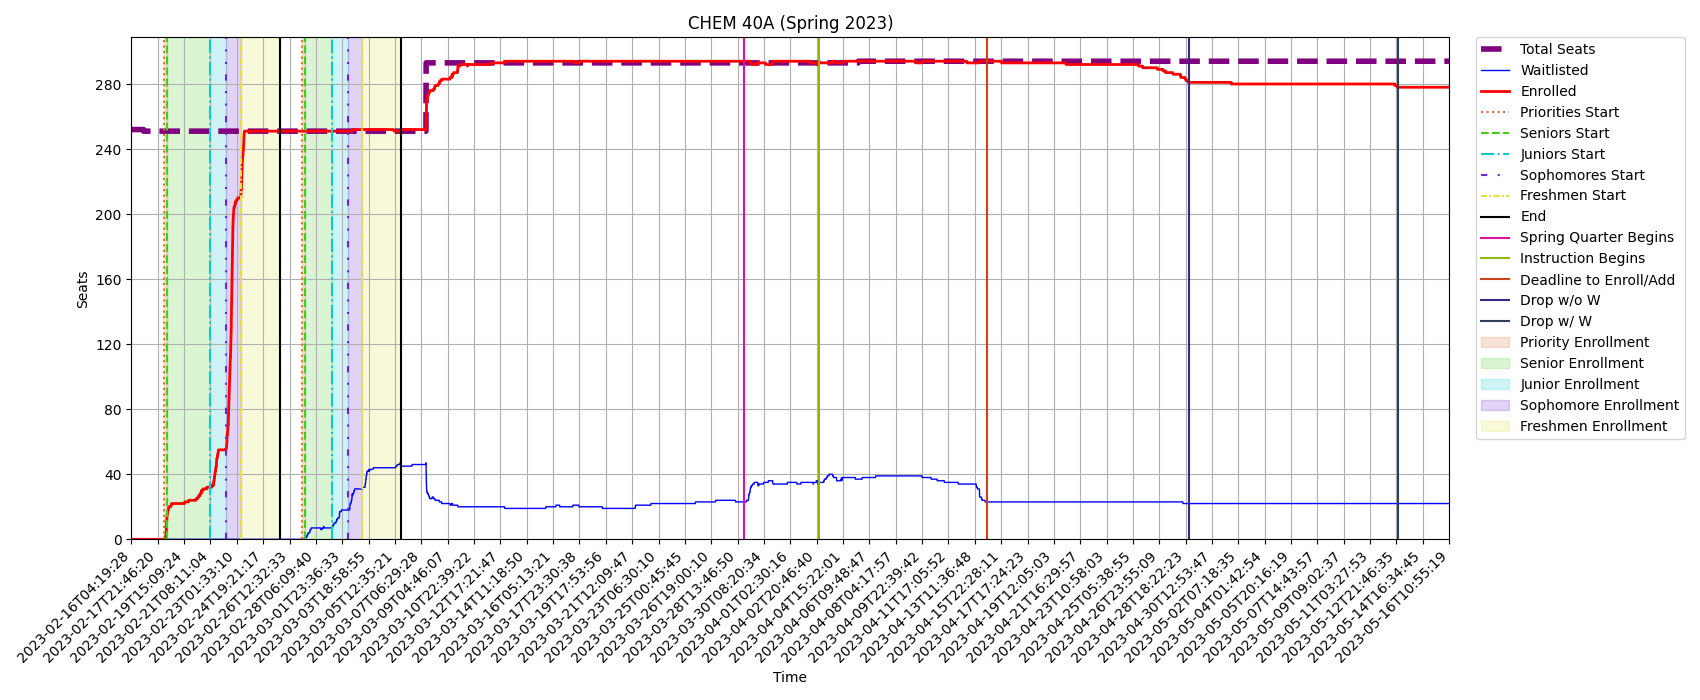 CHEM 40A (Spring 2023)
Seats
280
240
200
160
120
80
40
0
2023-02-16T04:19:28
2023-02-17T21:46:20
2023-02-19T15:09:24
2023-02-21T08:11:04
2023-02-23T01:33:10
2023-02-24T19:21:17
2023-02-26T12:32:33
2023-02-28T06:09:40
2023-03-01T23:36:33
2023-03-03T18:58:55
2023-03-05T12:35:21
2023-03-07T06:29:28
2023-03-09T04:46:07
2023-03-10T22:39:22
2023-03-12T17:21:47
2023-03-14T11:18:50
2023-03-16T05:13:21
2023-03-17T23:30:38
2023-03-19T17:53:56
2023-03-21T12:09:47
2023-03-23T06:30:10
2023-03-25T00:45:45
2023-03-26T19:00:16
2023-03-28T13:46:50
2023-03-30T08:20:34
2023-04-01T02:30:16
2023-04-02T20:46:40
2023-04-04T15:22:01
2023-04-06T09:48:47
2023-04-08T04:17:57
2023-04-09T22:39:42
2023-04-11T17:05:52
2023-04-13T11:36:48
2023-04-15T22:28:11
2023-04-17T17:24:23
2023-04-19T12:05:03
2023-04-21T16:29:57
2023-04-23T10:58:03
2023-04-25T05:38:55
2023-04-26T23:55:09
2023-04-28T18:22:23
2023-04-30T12:53:47
2023-05-02T07:18:35
2023-05-04T01:42:54
2023-05-05T20:16:19
2023-05-07T14:43:57
2023-05-09T09:02:37
2023-05-11T03:27:53
2023-05-12T21:46:35
2023-05-14T16:34:45
2023-05-16T10:55:19
Time
Total Seats
Waitlisted
Enrolled
Priorities Start
Seniors Start
Juniors Start
Sophomores Start
Freshmen Start
End
Spring Quarter Begins
Instruction Begins
Deadline to Enroll/Add
Drop w/o W
Drop w/ W
Priority Enrollment
Senior Enrollment
Junior Enrollment
Sophomore Enrollment
Freshmen Enrollment